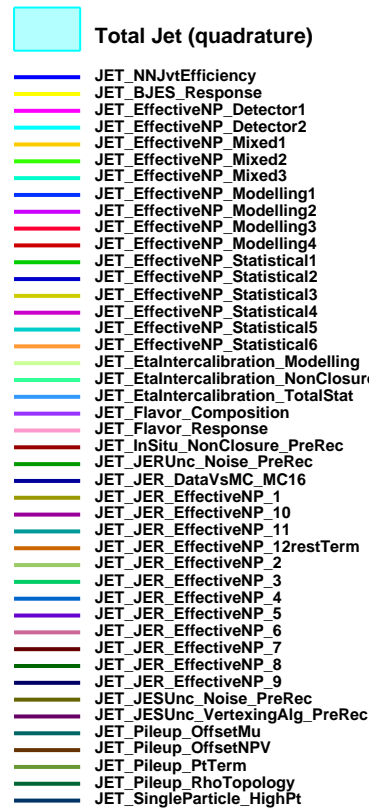 Total Jet (quadrature)
JET_NNJvtEfficiency
JET_BJES_Response
JET_EffectiveNP_Detector1
JET_EffectiveNP_Detector2
JET_EffectiveNP_Mixed1
JET_EffectiveNP_Mixed2
JET_EffectiveNP_Mixed3
JET_EffectiveNP_Modelling1
JET_EffectiveNP_Modelling2
JET_EffectiveNP_Modelling3
JET_EffectiveNP_Modelling4
JET_EffectiveNP_Statistical1
JET_EffectiveNP_Statistical2
JET_EffectiveNP_Statistical3
JET_EffectiveNP_Statistical4
JET_EffectiveNP_Statistical5
JET_EffectiveNP_Statistical6
JET_EtaIntercalibration_Modelling
JET_EtaIntercalibration_NonClosure
JET_EtaIntercalibration_TotalStat
JET_Flavor_Composition
JET_Flavor_Response
JET_InSitu_NonClosure_PreRec
JET_JERUnc_Noise_PreRec
JET_JER_DataVsMC_MC16
JET_JER_EffectiveNP_1
JET_JER_EffectiveNP_10
JET_JER_EffectiveNP_11
JET_JER_EffectiveNP_12restTerm
JET_JER_EffectiveNP_2
JET_JER_EffectiveNP_3
JET_JER_EffectiveNP_4
JET_JER_EffectiveNP_5
JET_JER_EffectiveNP_6
JET_JER_EffectiveNP_7
JET_JER_EffectiveNP_8
JET_JER_EffectiveNP_9
JET_JESUnc_Noise_PreRec
JET_JESUnc_VertexingAlg_PreRec
JET_Pileup_OffsetMu
JET_Pileup_OffsetNPV
JET_Pileup_PtTerm
JET_Pileup_RhoTopology
JET_SingleParticle_HighPt